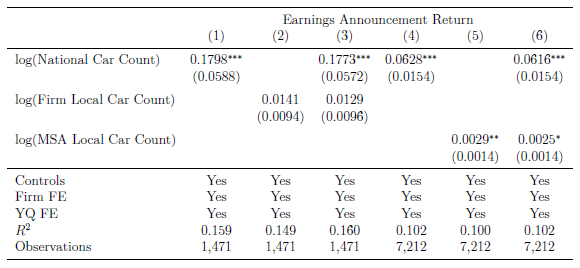 Earnings Announcement Return
(1) (2) (3) (4) (5) (6)
log(National Car Count) 0.1798*** 0.1773*** 0.0628*** 0.0616***
(0.0588) (0.0572) (0.0154) (0.0154)
log(Firm Local Car Count) 0.0141 0.0129
(0.0094) (0.0096)
log(MSA Local Car Count) 0.0029** 0.0025*
(0.0014) (0.0014)
Controls Yes Yes Yes Yes Yes Yes
Firm FE Yes Yes Yes Yes Yes Yes
YQ FE Yes Yes Yes Yes Yes Yes
R² 0.159 0.149 0.160 0.102 0.100 0.102
Observations 1,471 1,471 1,471 7,212 7,212 7,212